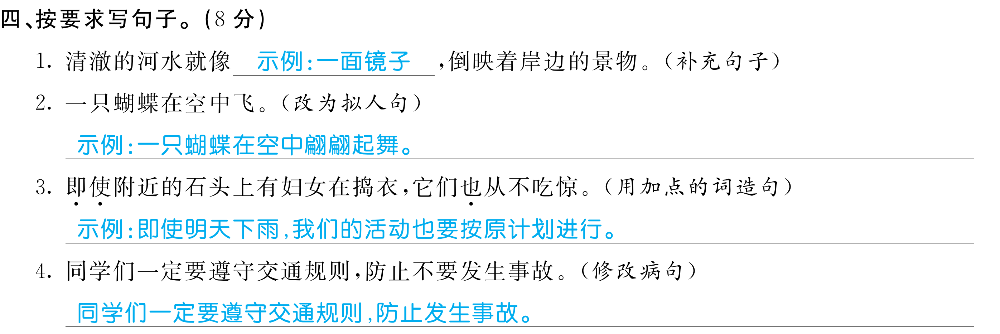 四、按要求写句子。(8 分)
1. 清澈的河水就像 示例:一面镜子 ,倒映着岸边的景物。(补充句子)
2. 一只蝴蝶在空中飞。(改为拟人句)
示例:一只蝴蝶在空中翩翩起舞。
3. 即使附近的石头上有妇女在捣衣,它们也从不吃惊。(用加点的词造句)
示例:即使明天下雨,我们的活动也要按原计划进行。
4. 同学们一定要遵守交通规则,防止不要发生事故。(修改病句)
同学们一定要遵守交通规则,防止发生事故。